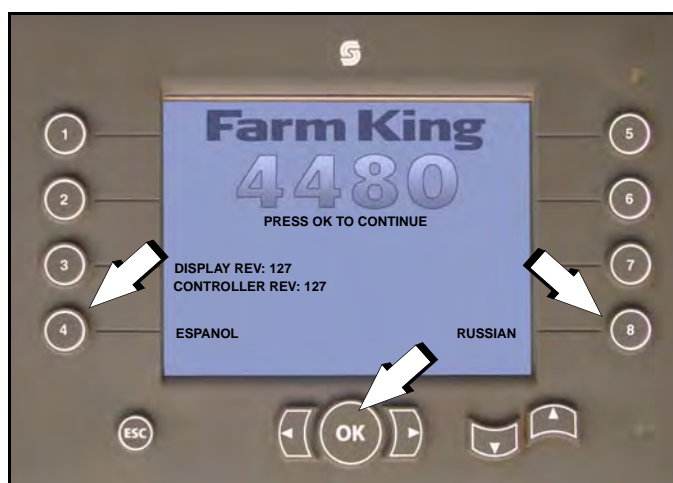 S
Farm King
4480
PRESS OK TO CONTINUE
1
5
2
6
3
7
DISPLAY REV: 127
CONTROLLER REV: 127
4
8
ESPANOL
RUSSIAN
ESC
OK